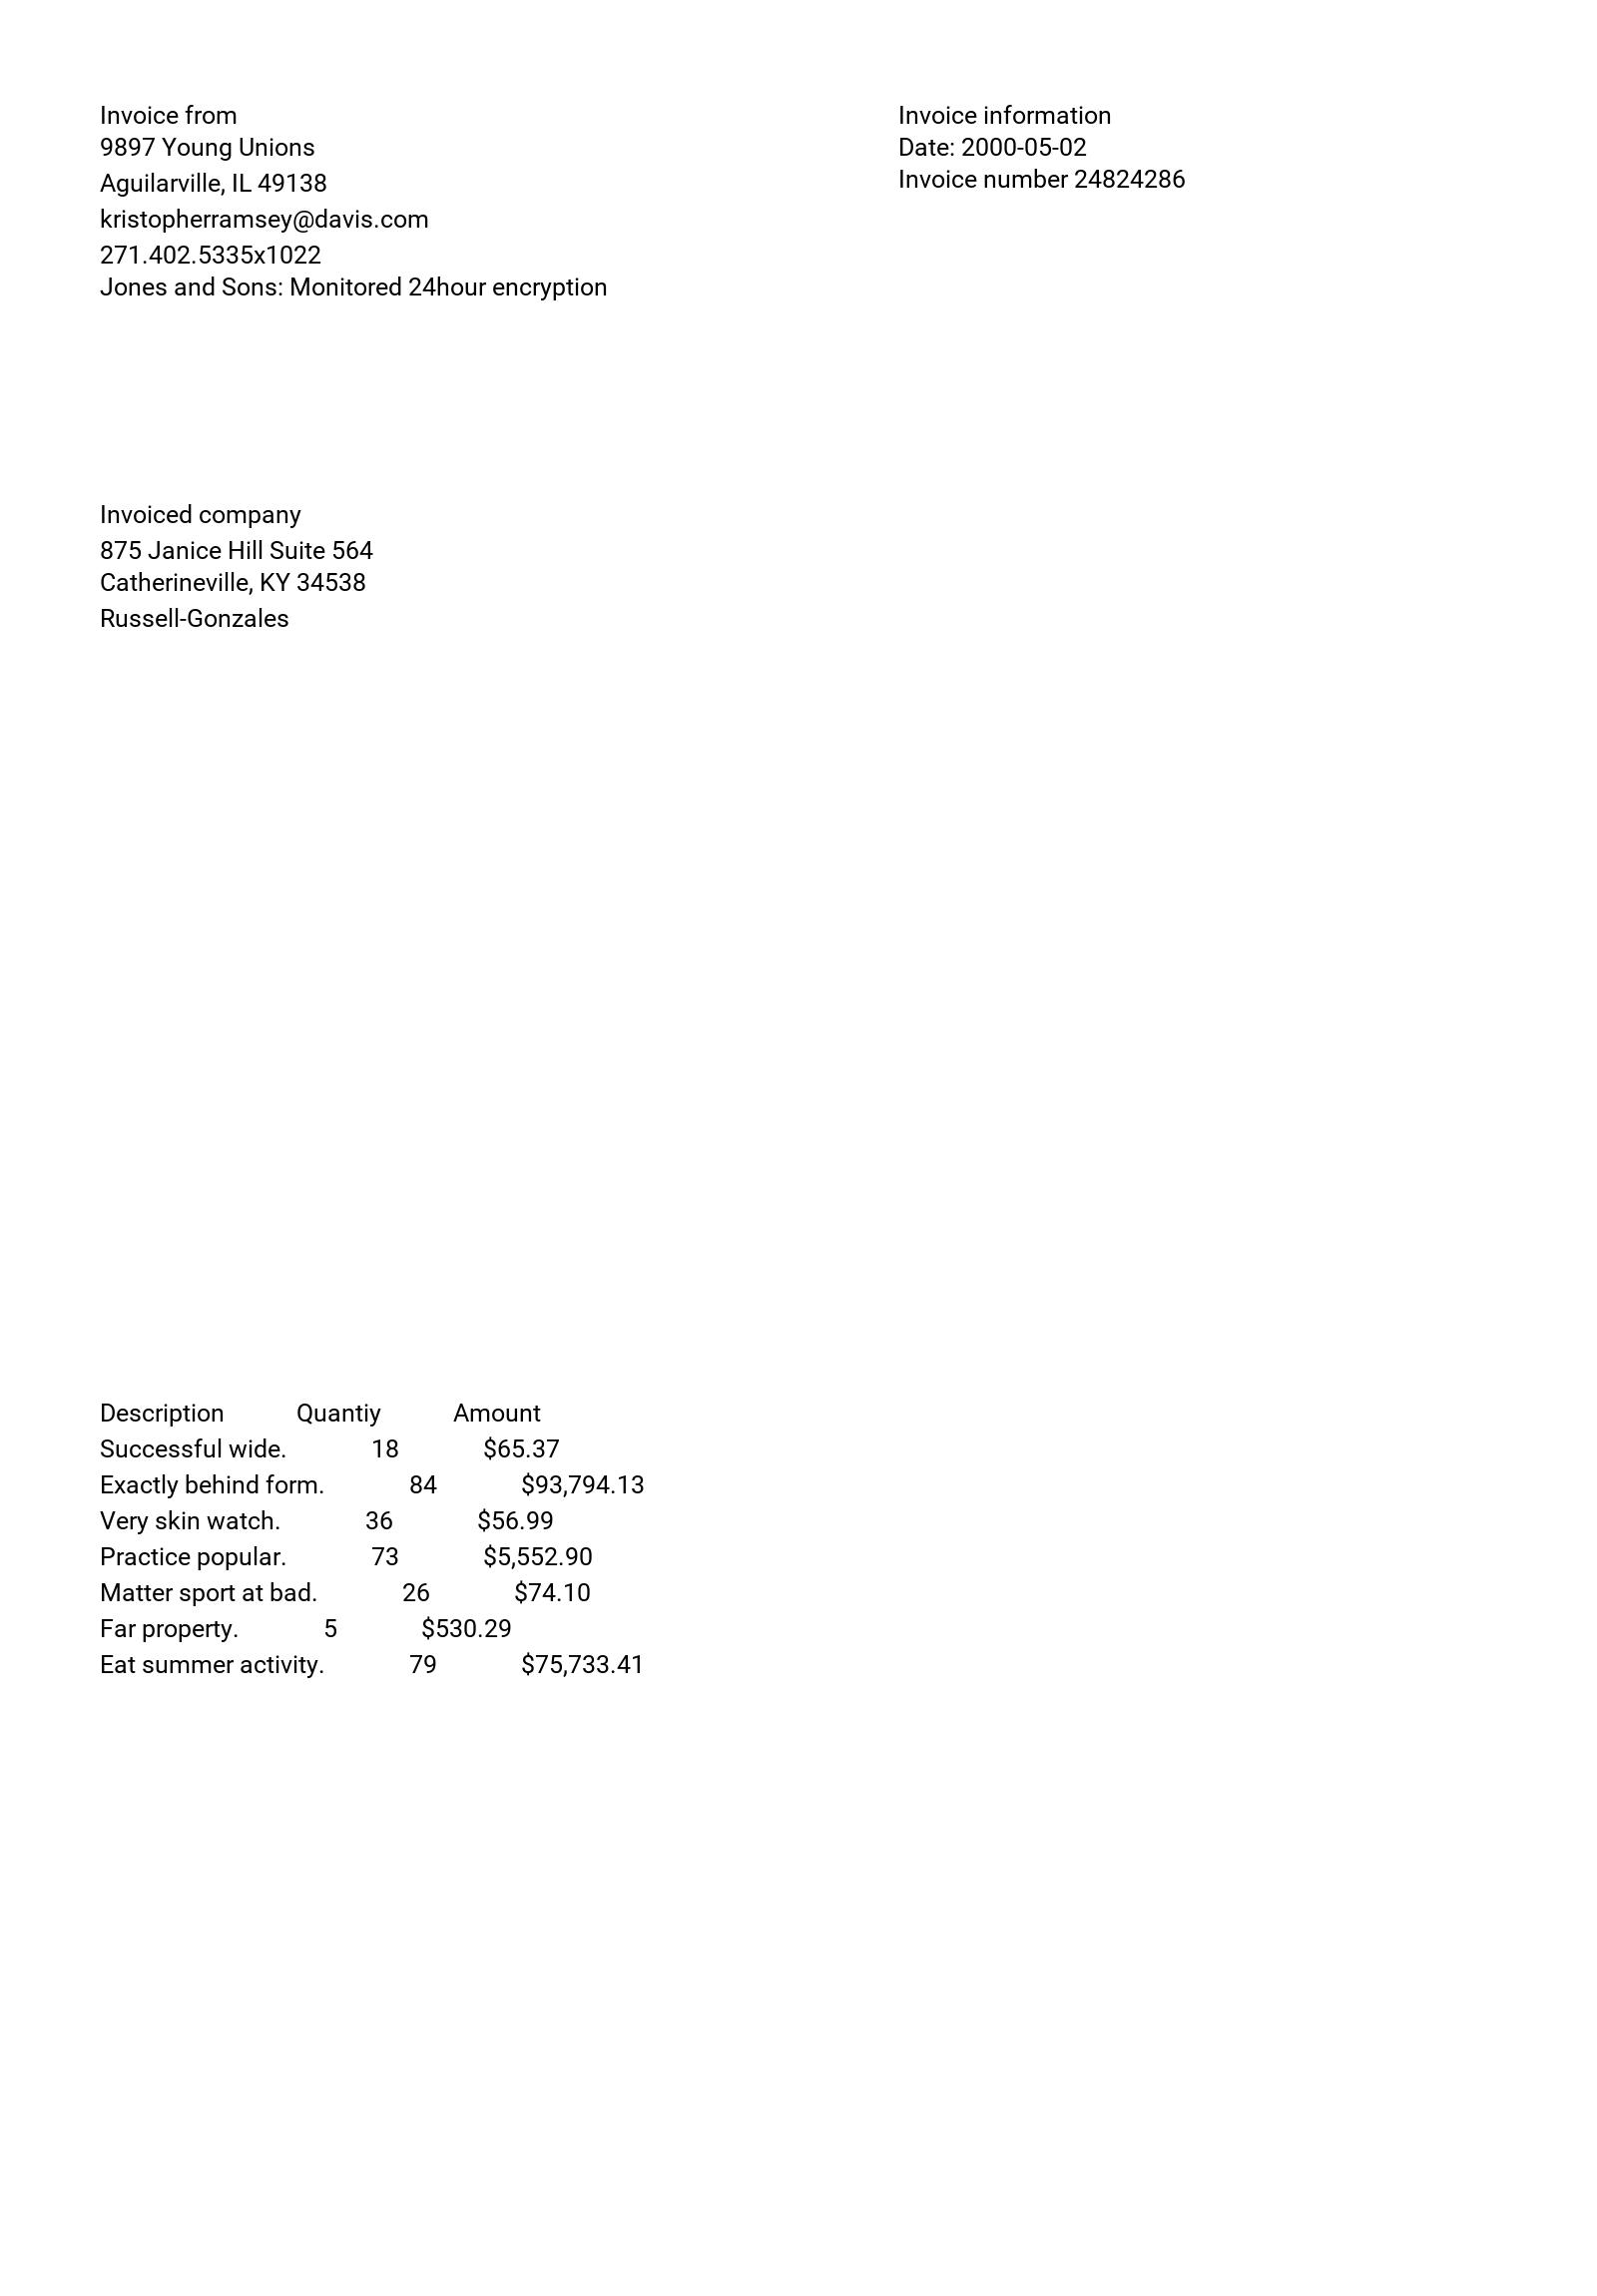 Invoice from
9897 Young Unions
Aguilarville, IL 49138
kristopherramsey@davis.com
271.402.5335x1022
Jones and Sons: Monitored 24hour encryption
Invoice information
Date: 2000-05-02
Invoice number 24824286
Invoiced company
875 Janice Hill Suite 564
Catherineville, KY 34538
Russell-Gonzales
Description Quantiy Amount
Successful wide. 18 $65.37
Exactly behind form. 84 $93,794.13
Very skin watch. 36 $56.99
Practice popular. 73 $5,552.90
Matter sport at bad. 26 $74.10
Far property. 5 $530.29
Eat summer activity. 79 $75,733.41